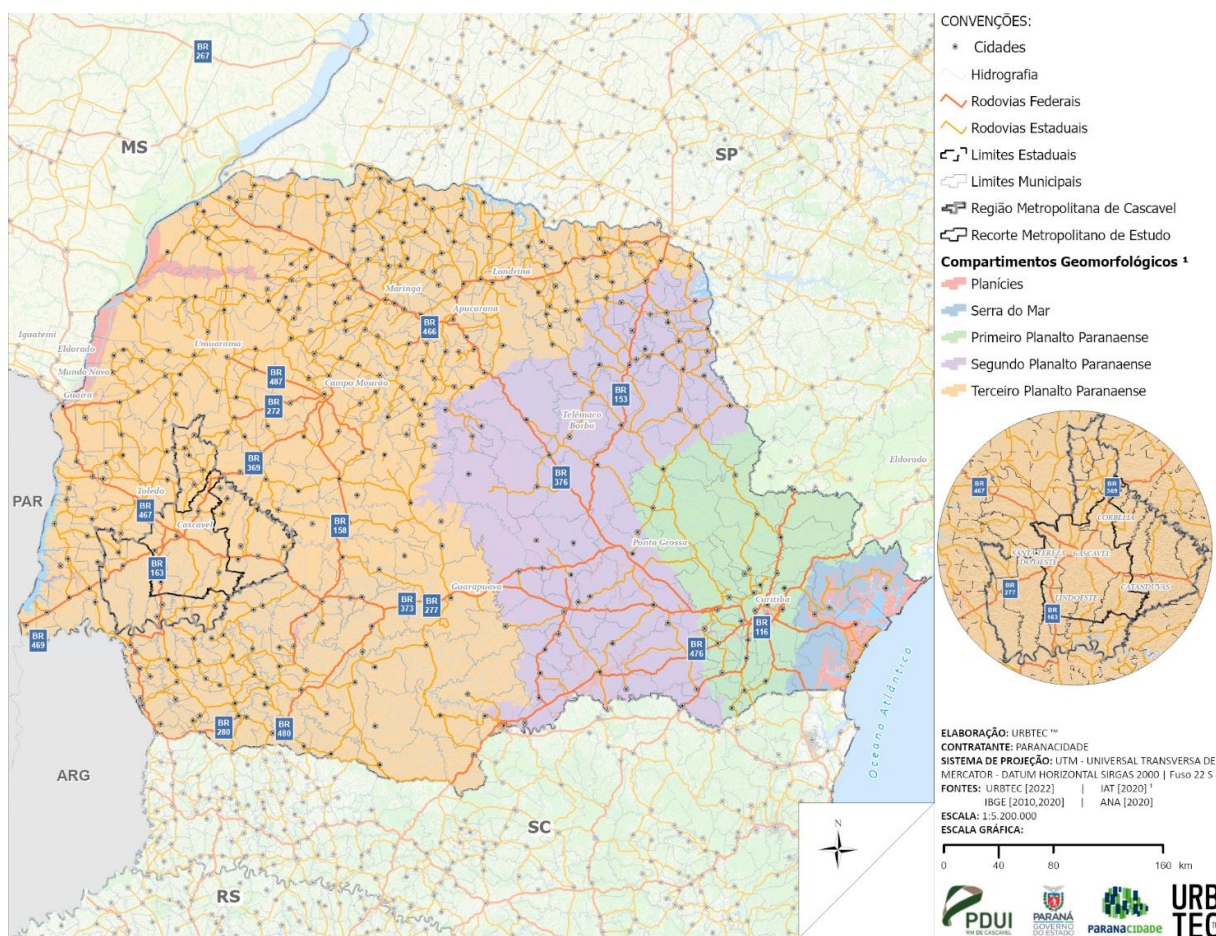 BR
267
MS
SP
Londrina
Maringá
Apucarana
BR
466
Iguatemi
Eldorado
Mundo Novo
Guaíra
Umuarama
BR
487
Campo Mourão
BR
272
BR
153
Telêmaco
Borba
BR
369
BR
376
Eldorado
PAR
Toledo
BR
467
Cascavel
BR
158
Ponta Grossa
BR
163
Guarapuava
BR
373
BR
277
Curitiba
BR
116
BR
469
BR
476
BR
280
BR
480
ARG
SC
RS
Oceano Atlântico
N
CONVENÇÕES:
Cidades
Hidrografia
Rodovias Federais
Rodovias Estaduais
Limites Estaduais
Limites Municipais
Região Metropolitana de Cascavel
Recorte Metropolitano de Estudo
Compartimentos Geomorfológicos ¹
Planícies
Serra do Mar
Primeiro Planalto Paranaense
Segundo Planalto Paranaense
Terceiro Planalto Paranaense
BR
467
BR
369
CORBÉLIA
SANTA TEREZA
DO OESTE
CASCAVEL
BR
277
CATANDUVAS
LINDOESTE
BR
163
ELABORAÇÃO: URBTEC ™
CONTRATANTE: PARANACIDADE
SISTEMA DE PROJEÇÃO: UTM - UNIVERSAL TRANSVERSA DE
MERCATOR - DATUM HORIZONTAL SIRGAS 2000 | Fuso 22 S
FONTES: URBTEC [2022] | IAT [2020] ¹
IBGE [2010,2020] | ANA [2020]
ESCALA: 1:5.200.000
ESCALA GRÁFICA:
0 40 80 160 km
PDUI
RM DE CASCAVEL
PARANÁ
GOVERNO
DO ESTADO
PARANACIDADE
URB
TEC